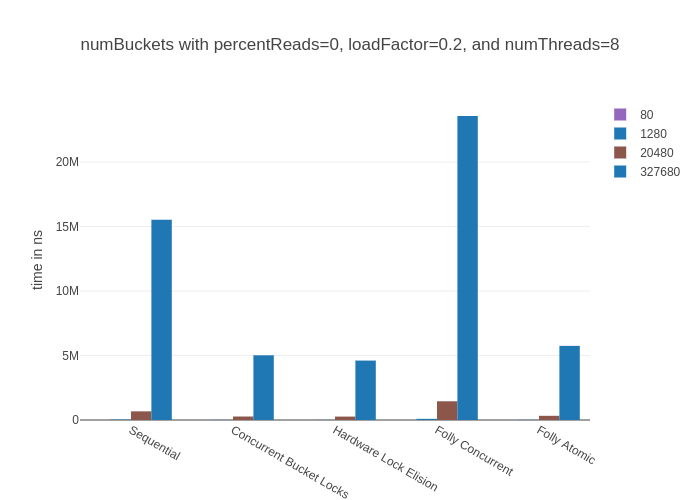 numBuckets with percentReads=0, loadFactor=0.2, and numThreads=8
80
1280
20480
327680
time in ns
20M
15M
10M
5M
0
Sequential
Concurrent Bucket Locks
Hardware Lock Elision
Folly Concurrent
Folly Atomic